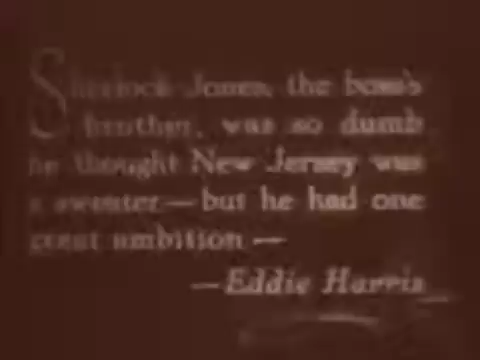 Sherlock Jones, the boss's
brother, was so dumb
he thought New Jersey was
a sweater—but he had one
great ambition—
—Eddie Harris